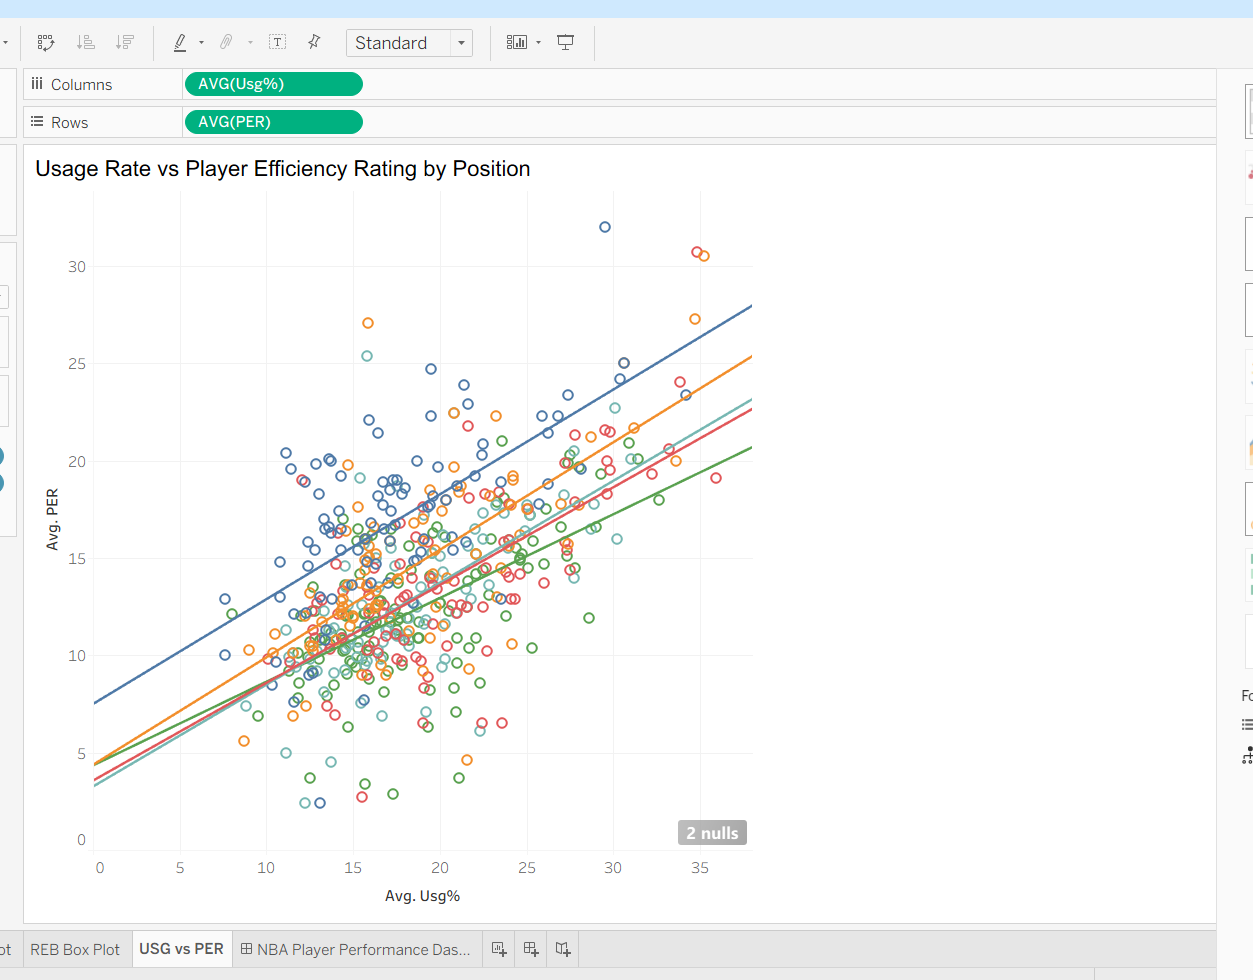 Standard
Columns
AVG(Usg%)
Rows
AVG(PER)
Usage Rate vs Player Efficiency Rating by Position
30
25
20
15
10
5
0
Avg. PER
2 nulls
0 5 10 15 20 25 30 35
Avg. Usg%
Fo
ot
REB Box Plot
USG vs PER
NBA Player Performance Das...